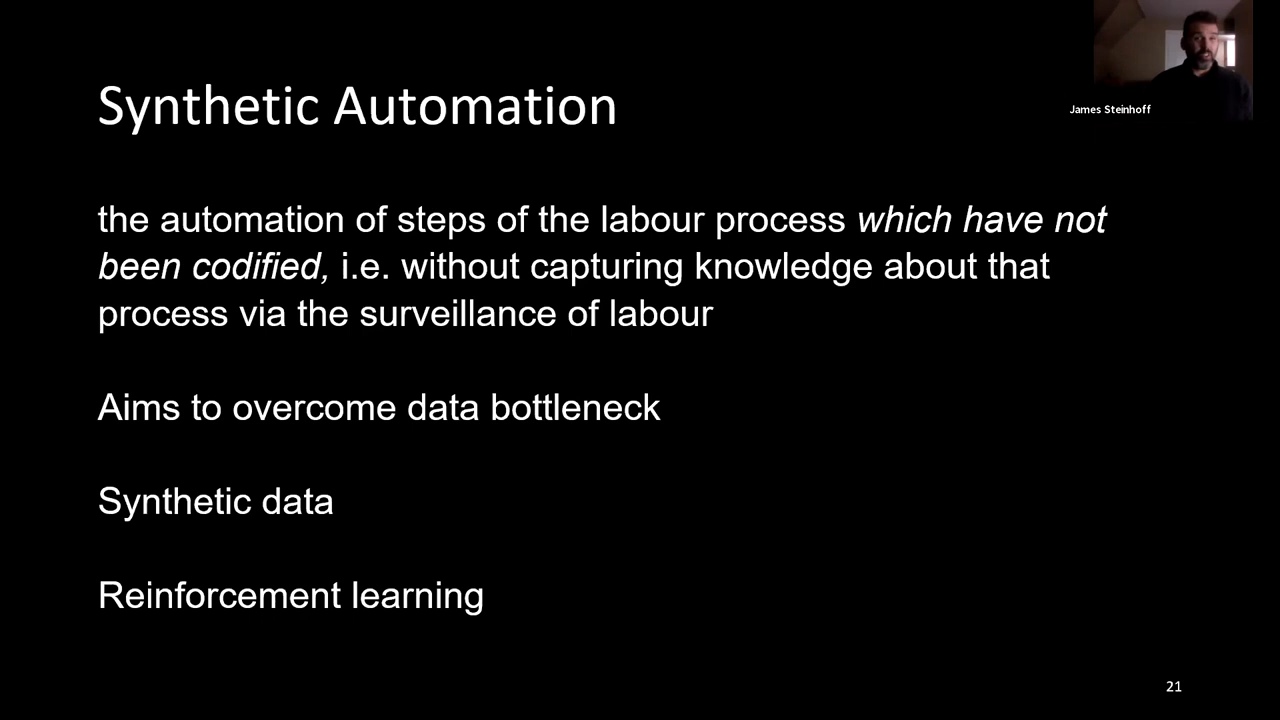 James Steinhoff
Synthetic Automation
the automation of steps of the labour process which have not
been codified, i.e. without capturing knowledge about that
process via the surveillance of labour
Aims to overcome data bottleneck
Synthetic data
Reinforcement learning
21